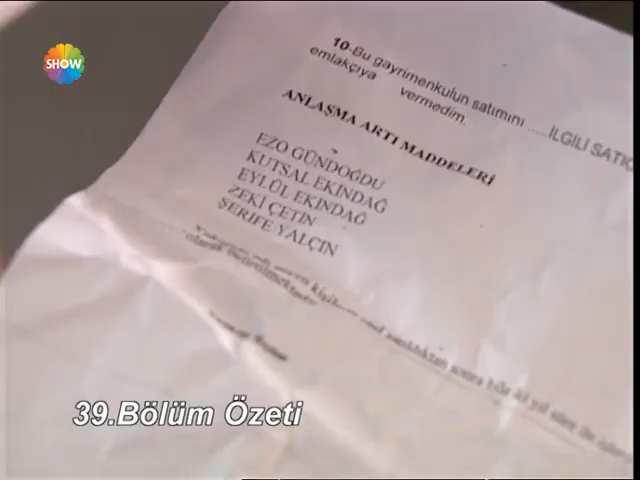 SHOW
10-Bu gayrimenkulun satımını ..... İLGİLİ SATIC
emlakçıya vermedim.
ANLAŞMA ARTI MADDELERİ
EZO GÜNDOĞDU
KUTSAL EKİNDAĞ
EYLÜL EKİNDAĞ
ZEKİ ÇETİN
ŞERİFE YALÇIN
39.Bölüm Özeti